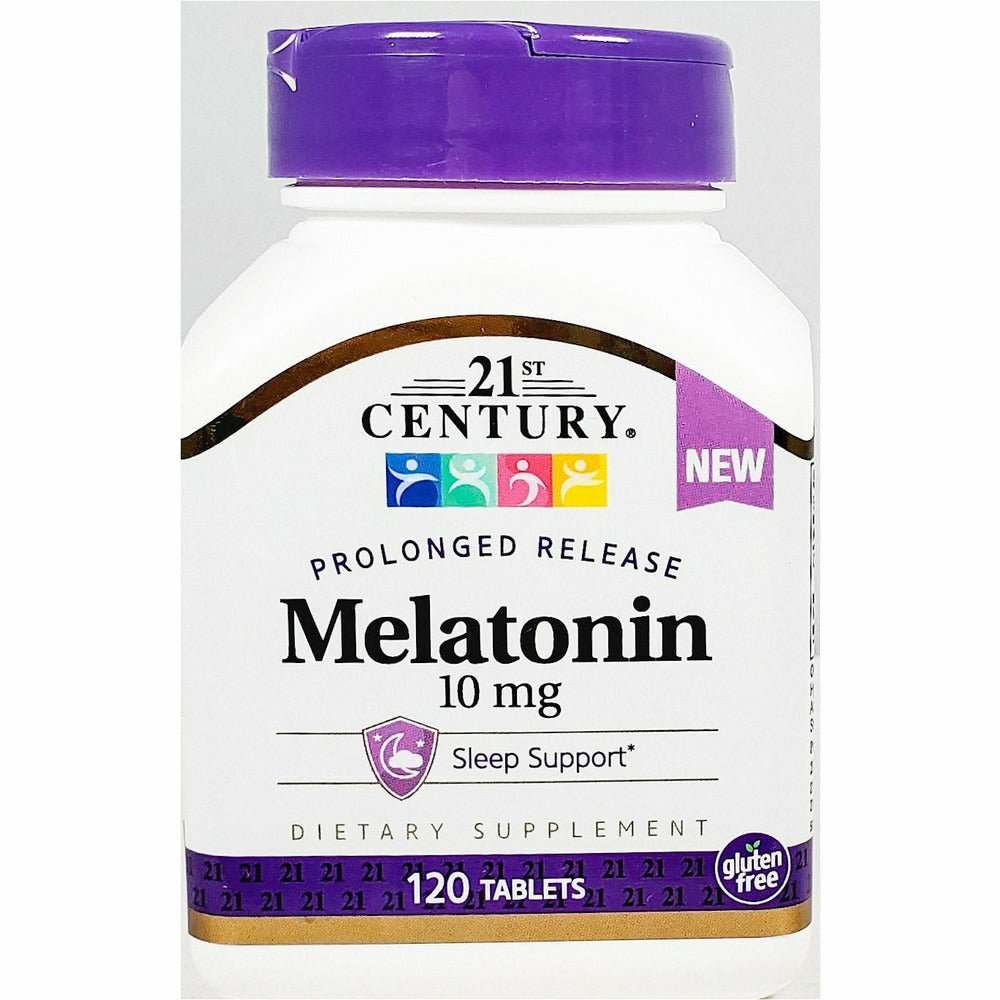 21ST
CENTURY®
NEW
PROLONGED RELEASE
Melatonin
10 mg
Sleep Support*
DIETARY SUPPLEMENT
gluten
free
120 TABLETS